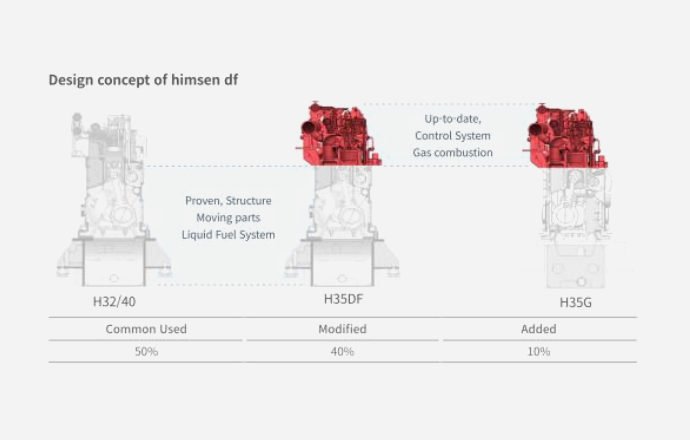 Design concept of himsen df
Up-to-date,
Control System
Gas combustion
Proven, Structure
Moving parts
Liquid Fuel System
H32/40
H35DF
H35G
Common Used
Modified
Added
50%
40%
10%